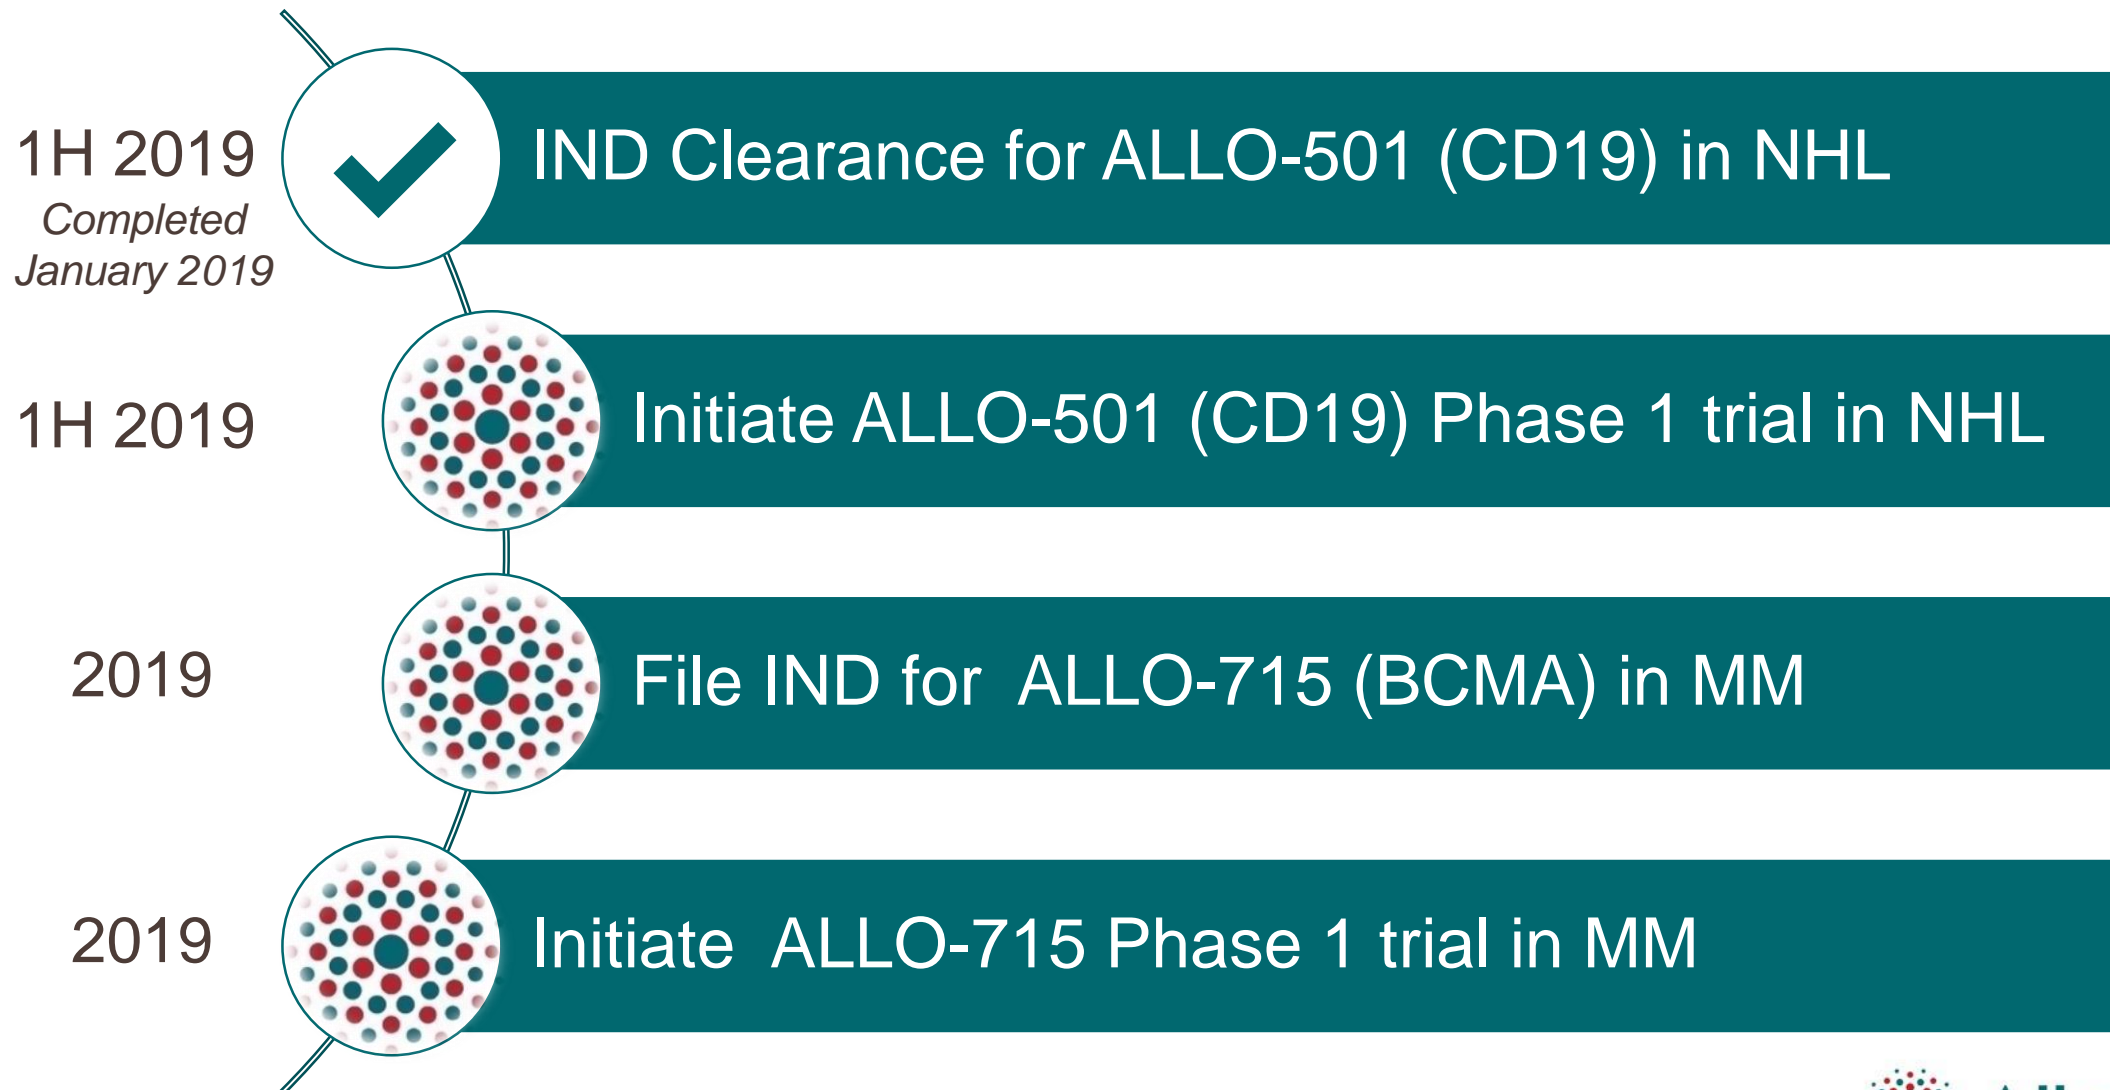 1H 2019
Completed
January 2019
IND Clearance for ALLO-501 (CD19) in NHL
1H 2019
Initiate ALLO-501 (CD19) Phase 1 trial in NHL
2019
File IND for  ALLO-715 (BCMA) in MM
2019
Initiate  ALLO-715 Phase 1 trial in MM